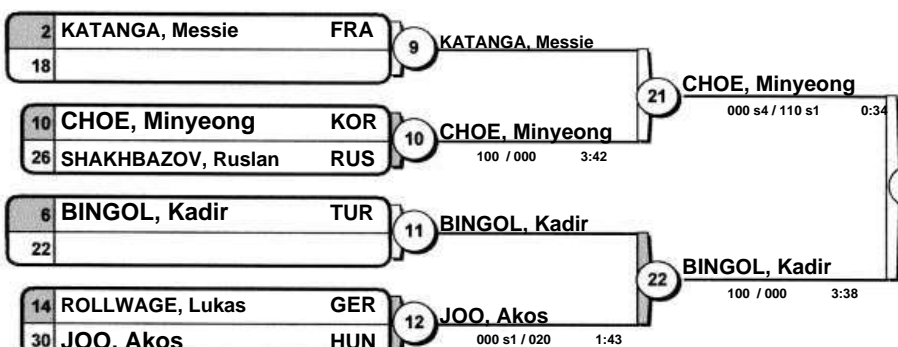 2 KATANGA, Messie FRA
18
9 KATANGA, Messie
10 CHOE, Minyeong KOR
26 SHAKHBAZOV, Ruslan RUS
10 CHOE, Minyeong
100 / 000 3:42
21 CHOE, Minyeong
000 s4 / 110 s1 0:34
6 BINGOL, Kadir TUR
22
11 BINGOL, Kadir
14 ROLLWAGE, Lukas GER
30 JOO, Akos HUN
12 JOO, Akos
000 s1 / 020 1:43
22 BINGOL, Kadir
100 / 000 3:38